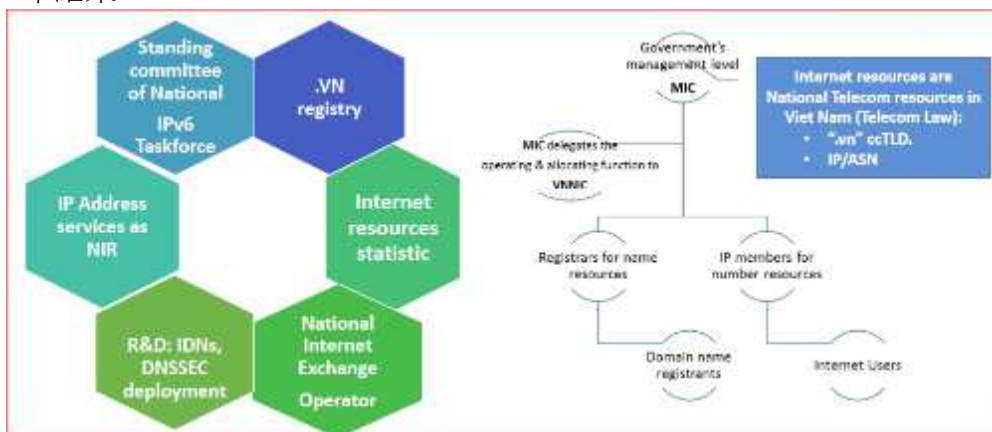 Standing
committee
of National
IPv6
Taskforce
.VN
registry
IP Address
services as
NIR
Internet
resources
statistic
R&D: IDNs,
DNSSEC
deployment
National
Internet
Exchange
Operator
Government's
management level
MIC
MIC delegates the
operating & allocating function to
VNNIC
Registrars for name
resources
IP members for
number resources
Domain name
registrants
Internet Users
Internet resources are
National Telecom resources in
Viet Nam (Telecom Law):
• ".vn" ccTLD.
• IP/ASN